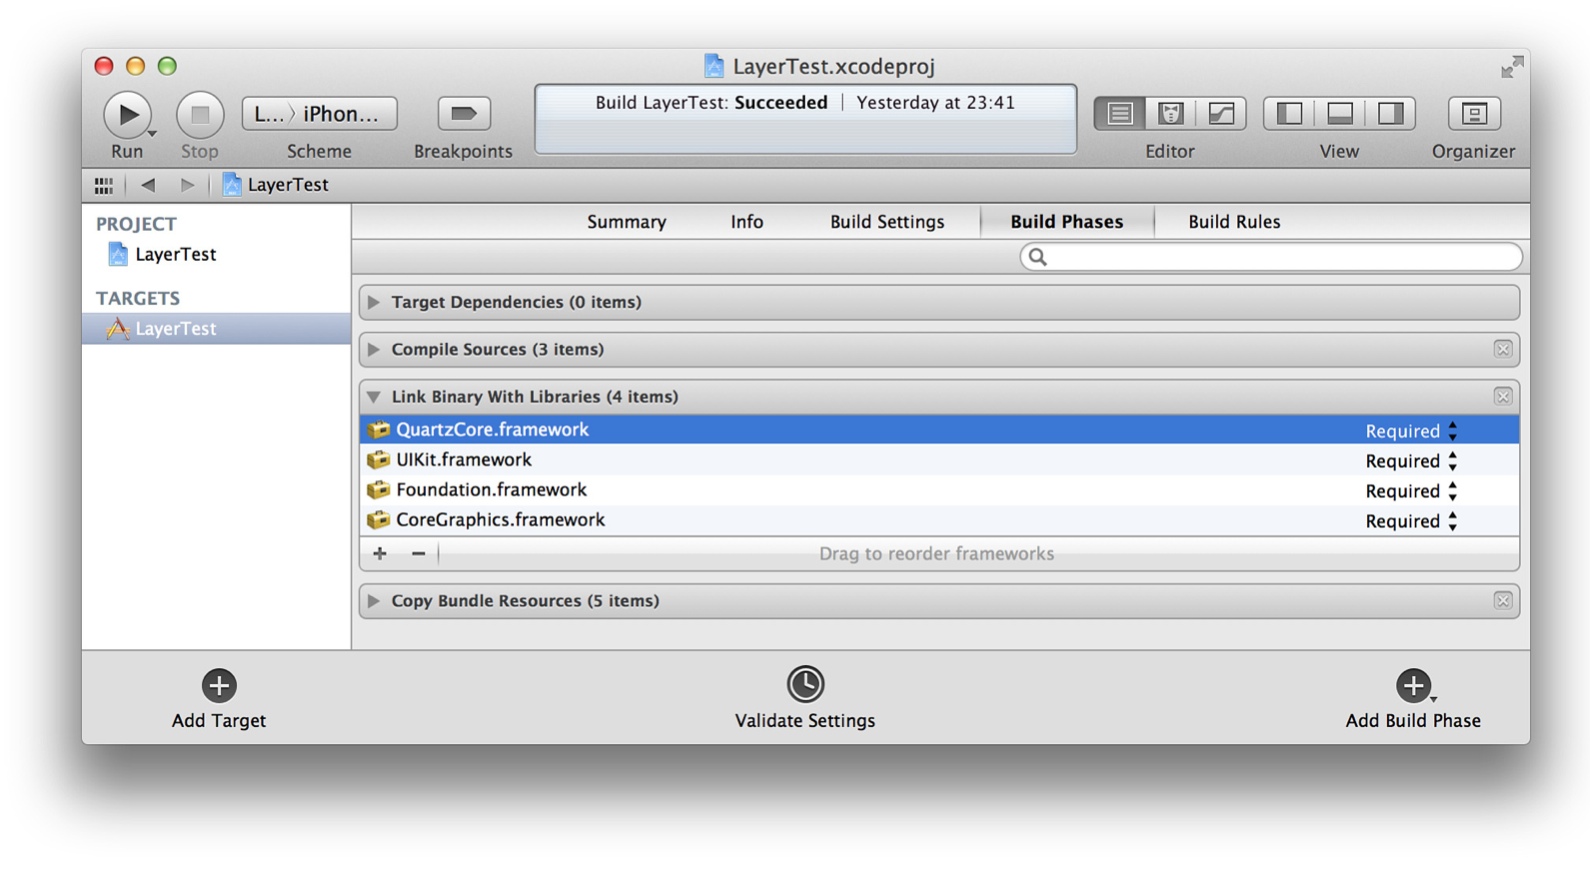 LayerTest.xcodeproj
Build LayerTest: Succeeded | Yesterday at 23:41
L... 〉 iPhon...
Run Stop Scheme Breakpoints Editor View Organizer
LayerTest
PROJECT
LayerTest
TARGETS
LayerTest
Summary Info Build Settings Build Phases Build Rules
Target Dependencies (0 items)
Compile Sources (3 items)
Link Binary With Libraries (4 items)
QuartzCore.framework Required
UIKit.framework Required
Foundation.framework Required
CoreGraphics.framework Required
Drag to reorder frameworks
Copy Bundle Resources (5 items)
Add Target Validate Settings Add Build Phase